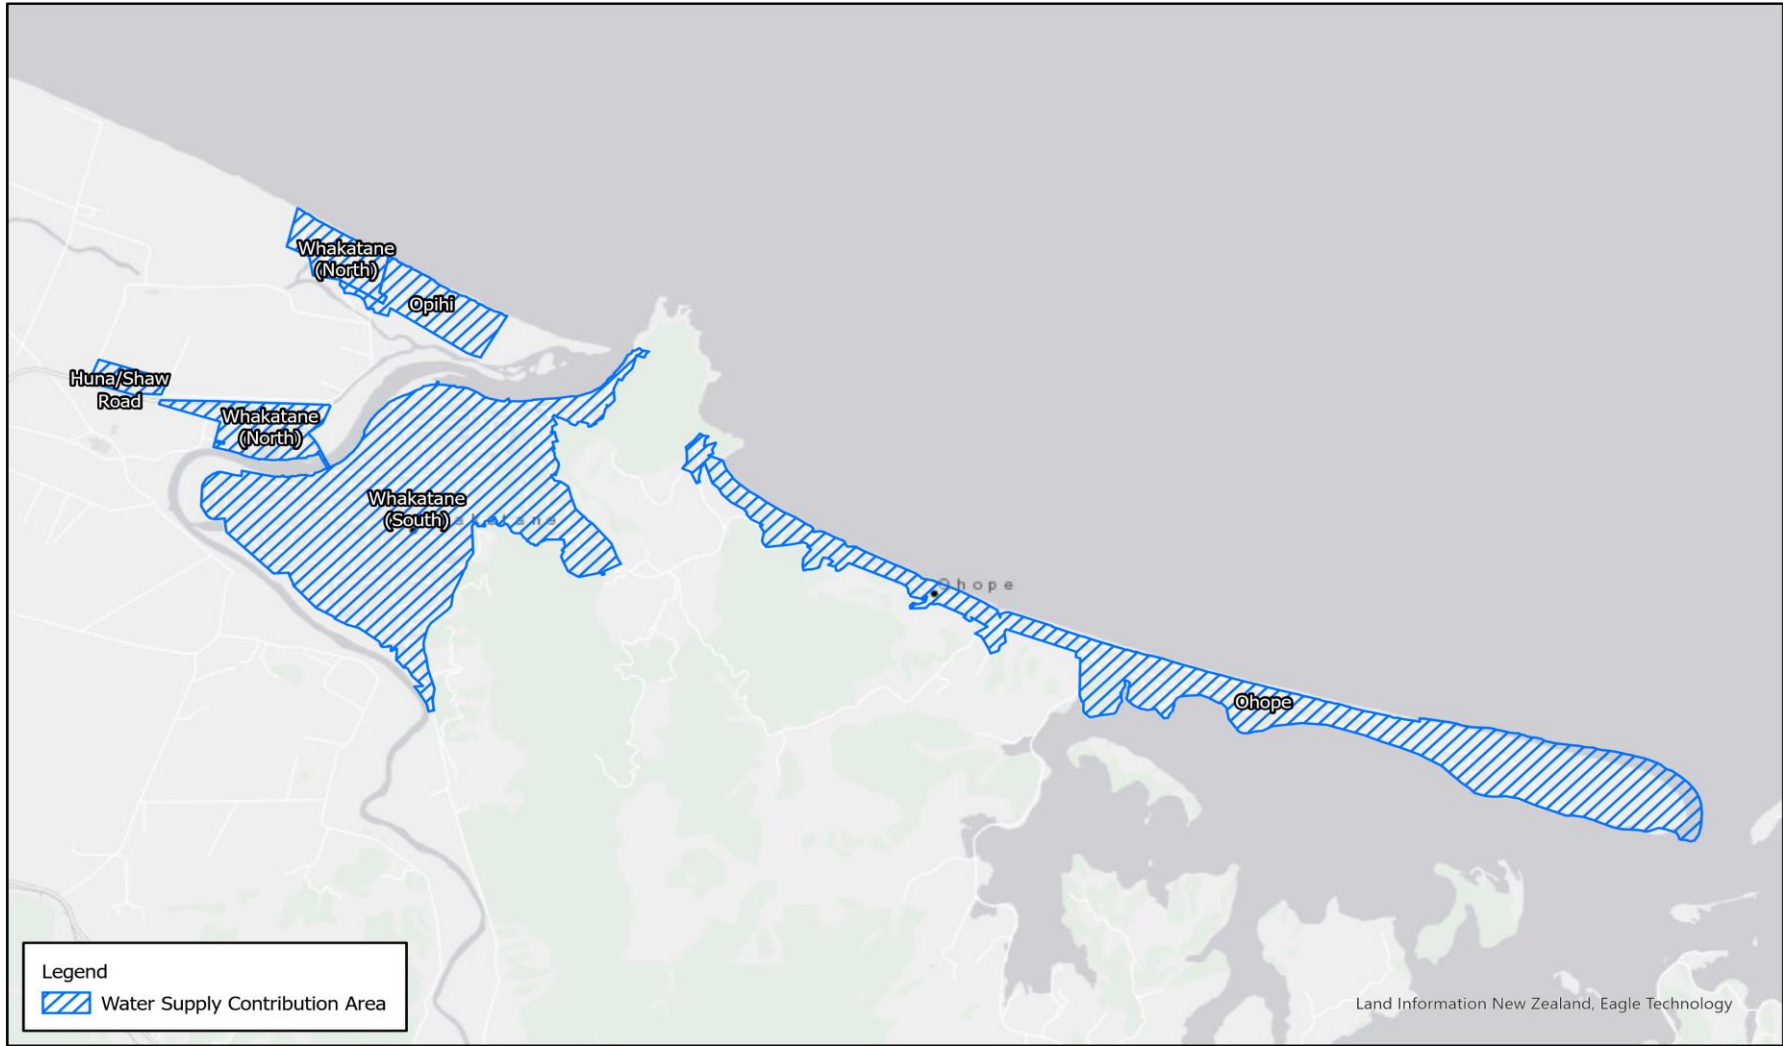 Whakatane
(North)
Opihi
Huna/Shaw
Road
Whakatane
(North)
Whakatane
(South)
Ohope
Ohope
Legend
Water Supply Contribution Area
Land Information New Zealand, Eagle Technology